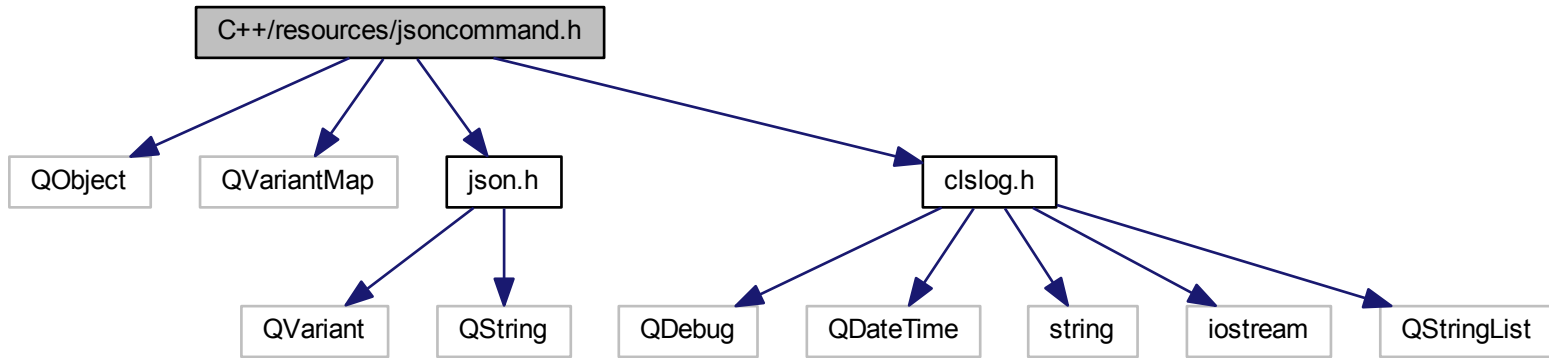 C++/resources/jsoncommand.h
QObject
QVariantMap
json.h
clslog.h
QVariant
QString
QDebug
QDateTime
string
iostream
QStringList